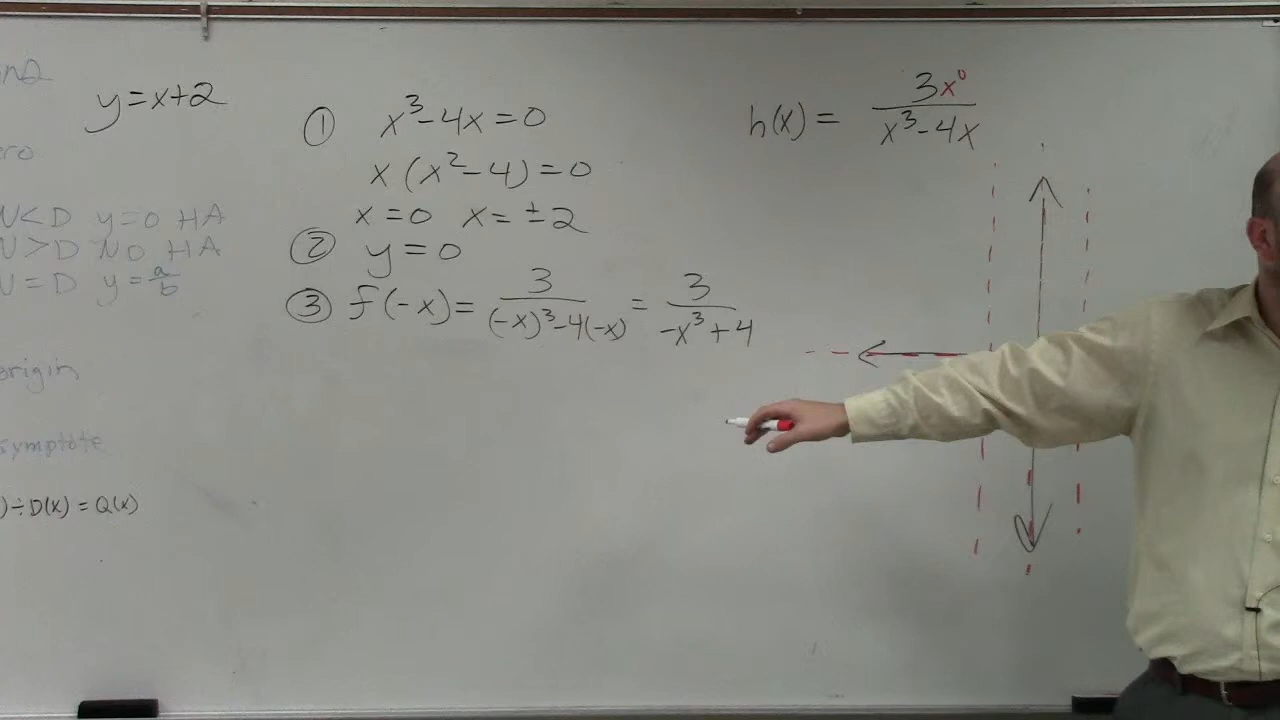 y=x+2
① x³-4x=0
x(x²-4)=0
x=0 x=±2
② y=0
③ f(-x)= 3/((-x)³-4(-x)) = 3/(-x³+4
h(x)= 3x⁰/(x³-4x)
N<D y=0 HA
N>D NO HA
N=D y=a/b
origin
symptote
)÷D(x)=Q(x)